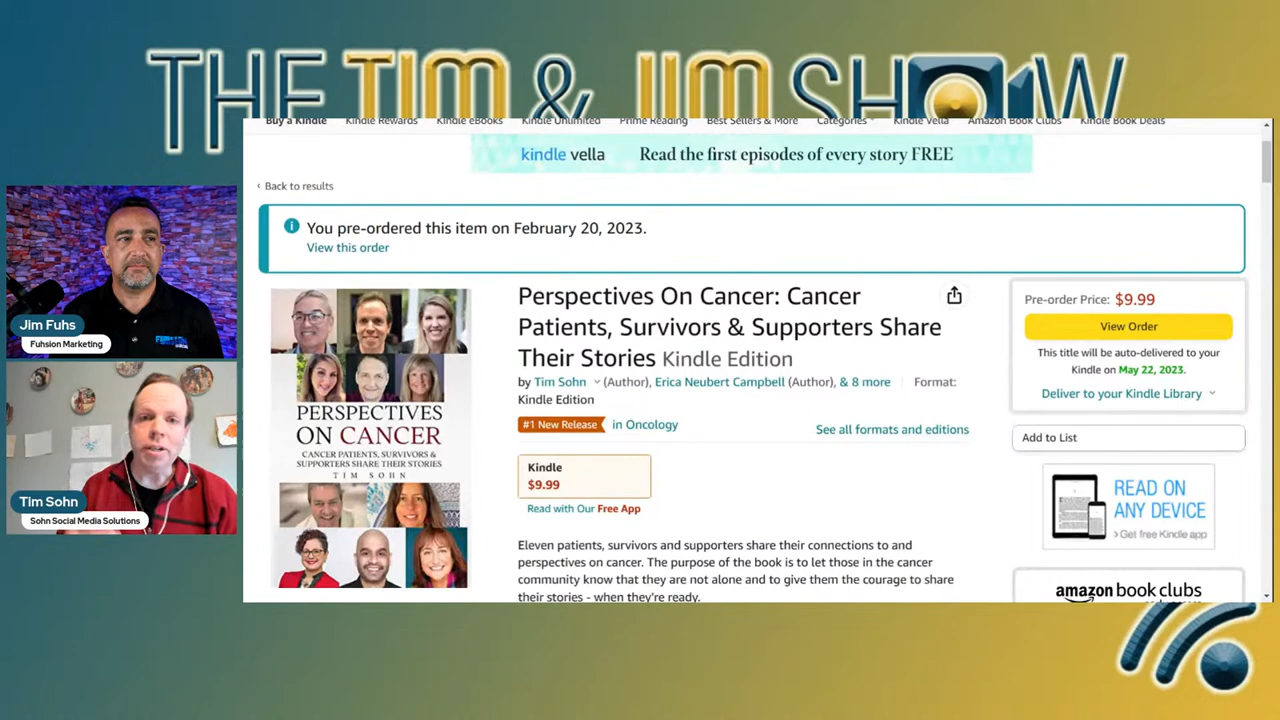 THE TIM & JIM SHOW
Buy a Kindle Kindle Rewards Kindle eBooks Kindle Unlimited Prime Reading Best Sellers & More Categories Kindle Vella Amazon Book Clubs Kindle Book Deals
kindle vella Read the first episodes of every story FREE
‹ Back to results
You pre-ordered this item on February 20, 2023.
View this order
Jim Fuhs
Fuhsion Marketing
Tim Sohn
Sohn Social Media Solutions
PERSPECTIVES
ON CANCER
CANCER PATIENTS, SURVIVORS &
SUPPORTERS SHARE THEIR STORIES
TIM SOHN
Perspectives On Cancer: Cancer
Patients, Survivors & Supporters Share
Their Stories Kindle Edition
by Tim Sohn (Author), Erica Neubert Campbell (Author), & 8 more Format:
Kindle Edition
#1 New Release in Oncology
See all formats and editions
Kindle
$9.99
Read with Our Free App
Eleven patients, survivors and supporters share their connections to and
perspectives on cancer. The purpose of the book is to let those in the cancer
community know that they are not alone and to give them the courage to share
their stories - when they're ready.
Pre-order Price: $9.99
View Order
This title will be auto-delivered to your
Kindle on May 22, 2023.
Deliver to your Kindle Library
Add to List
READ ON
ANY DEVICE
› Get free Kindle app
amazon book clubs